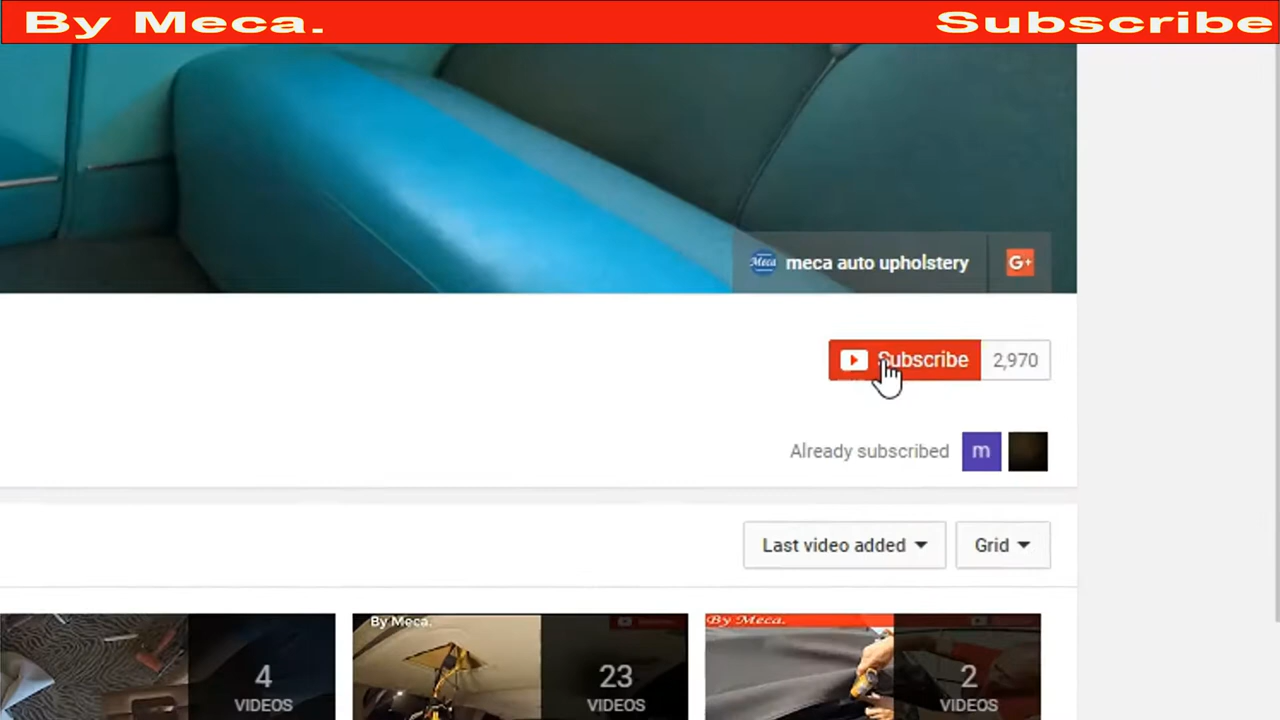 By Meca. Subscribe
Meca meca auto upholstery G+
Subscribe 2,970
Already subscribed m
Last video added Grid
By Meca. By Meca.
4 23 2
VIDEOS VIDEOS VIDEOS